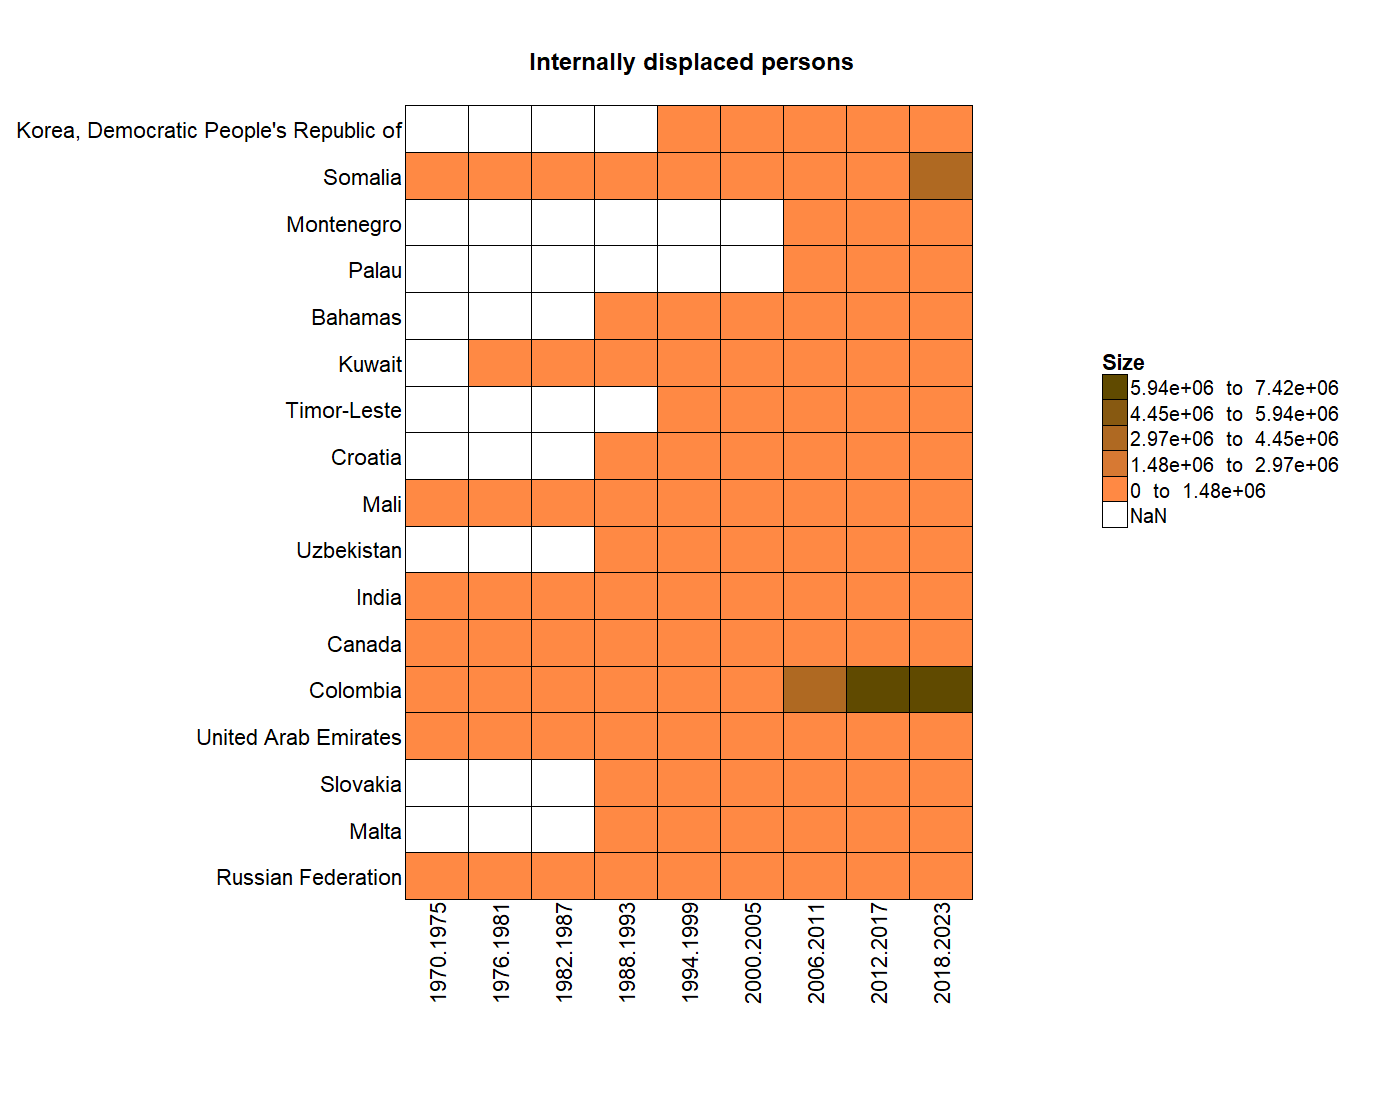 Internally displaced persons
Korea, Democratic People's Republic of
Somalia
Montenegro
Palau
Bahamas
Kuwait
Timor-Leste
Croatia
Mali
Uzbekistan
India
Canada
Colombia
United Arab Emirates
Slovakia
Malta
Russian Federation
1970.1975
1976.1981
1982.1987
1988.1993
1994.1999
2000.2005
2006.2011
2012.2017
2018.2023
Size
5.94e+06 to 7.42e+06
4.45e+06 to 5.94e+06
2.97e+06 to 4.45e+06
1.48e+06 to 2.97e+06
0 to 1.48e+06
NaN